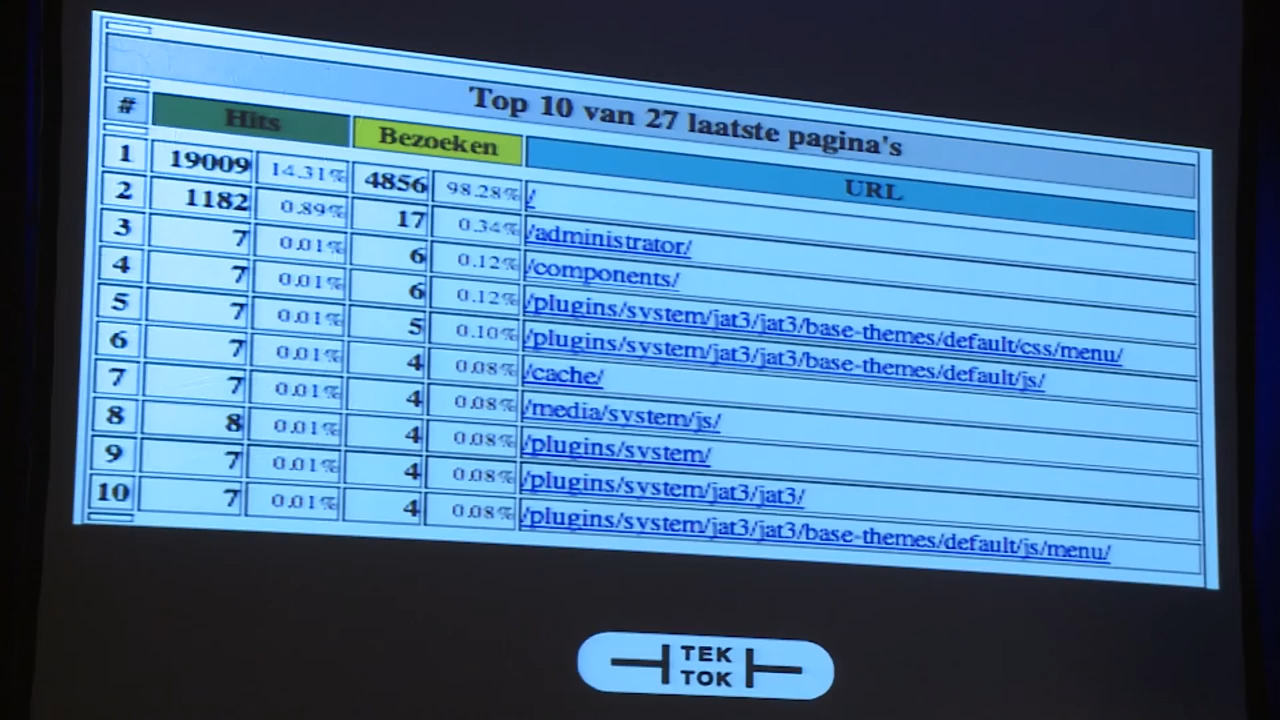 Top 10 van 27 laatste pagina's
# Hits Bezoeken URL
1 19009 14.31% 4856 98.28% /
2 1182 0.89% 17 0.34% /administrator/
3 7 0.01% 6 0.12% /components/
4 7 0.01% 6 0.12% /plugins/system/jat3/jat3/base-themes/default/css/menu/
5 7 0.01% 5 0.10% /plugins/system/jat3/jat3/base-themes/default/js/
6 7 0.01% 4 0.08% /cache/
7 7 0.01% 4 0.08% /media/system/js/
8 8 0.01% 4 0.08% /plugins/system/
9 7 0.01% 4 0.08% /plugins/system/jat3/jat3/
10 7 0.01% 4 0.08% /plugins/system/jat3/jat3/base-themes/default/js/menu/
TEK
TOK